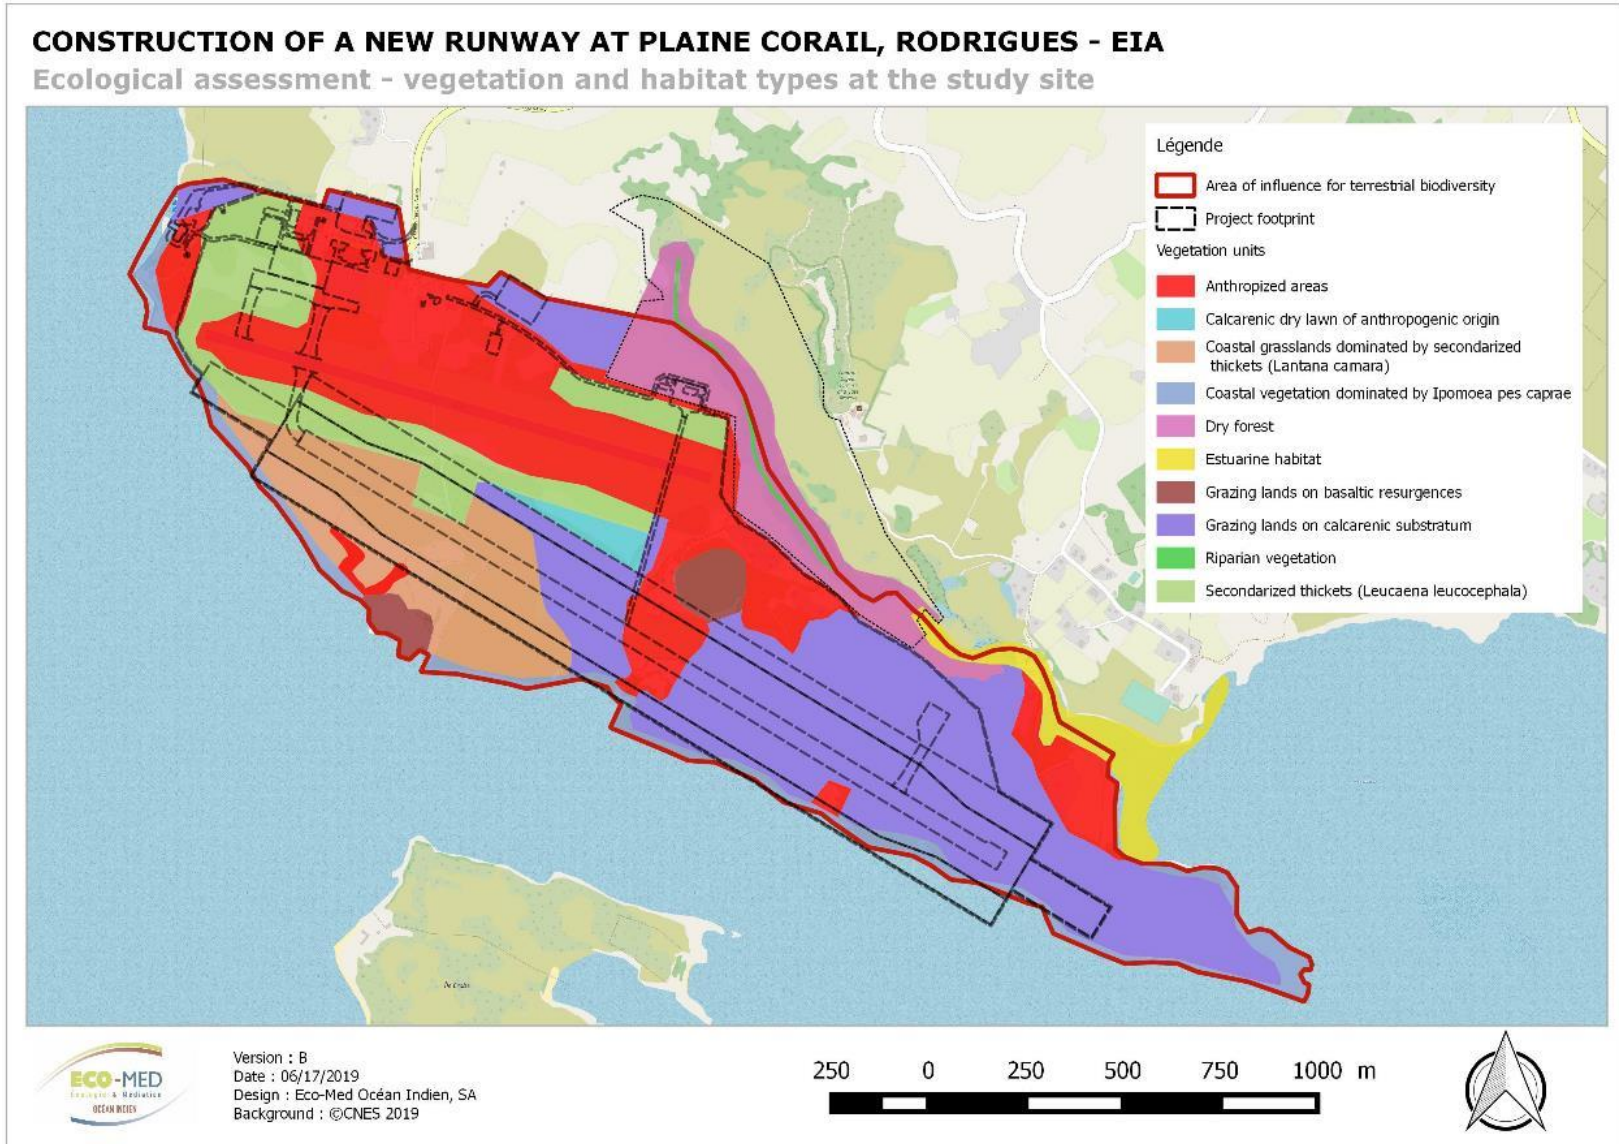 CONSTRUCTION OF A NEW RUNWAY AT PLAINE CORAIL, RODRIGUES - EIA
Ecological assessment - vegetation and habitat types at the study site
Légende
Area of influence for terrestrial biodiversity
Project footprint
Vegetation units
Anthropized areas
Calcarenic dry lawn of anthropogenic origin
Coastal grasslands dominated by secondarized
thickets (Lantana camara)
Coastal vegetation dominated by Ipomoea pes caprae
Dry forest
Estuarine habitat
Grazing lands on basaltic resurgences
Grazing lands on calcarenic substratum
Riparian vegetation
Secondarized thickets (Leucaena leucocephala)
ECO-MED
OCÉAN INDIEN
Version : B
Date : 06/17/2019
Design : Eco-Med Océan Indien, SA
Background : ©CNES 2019
250 0 250 500 750 1000 m